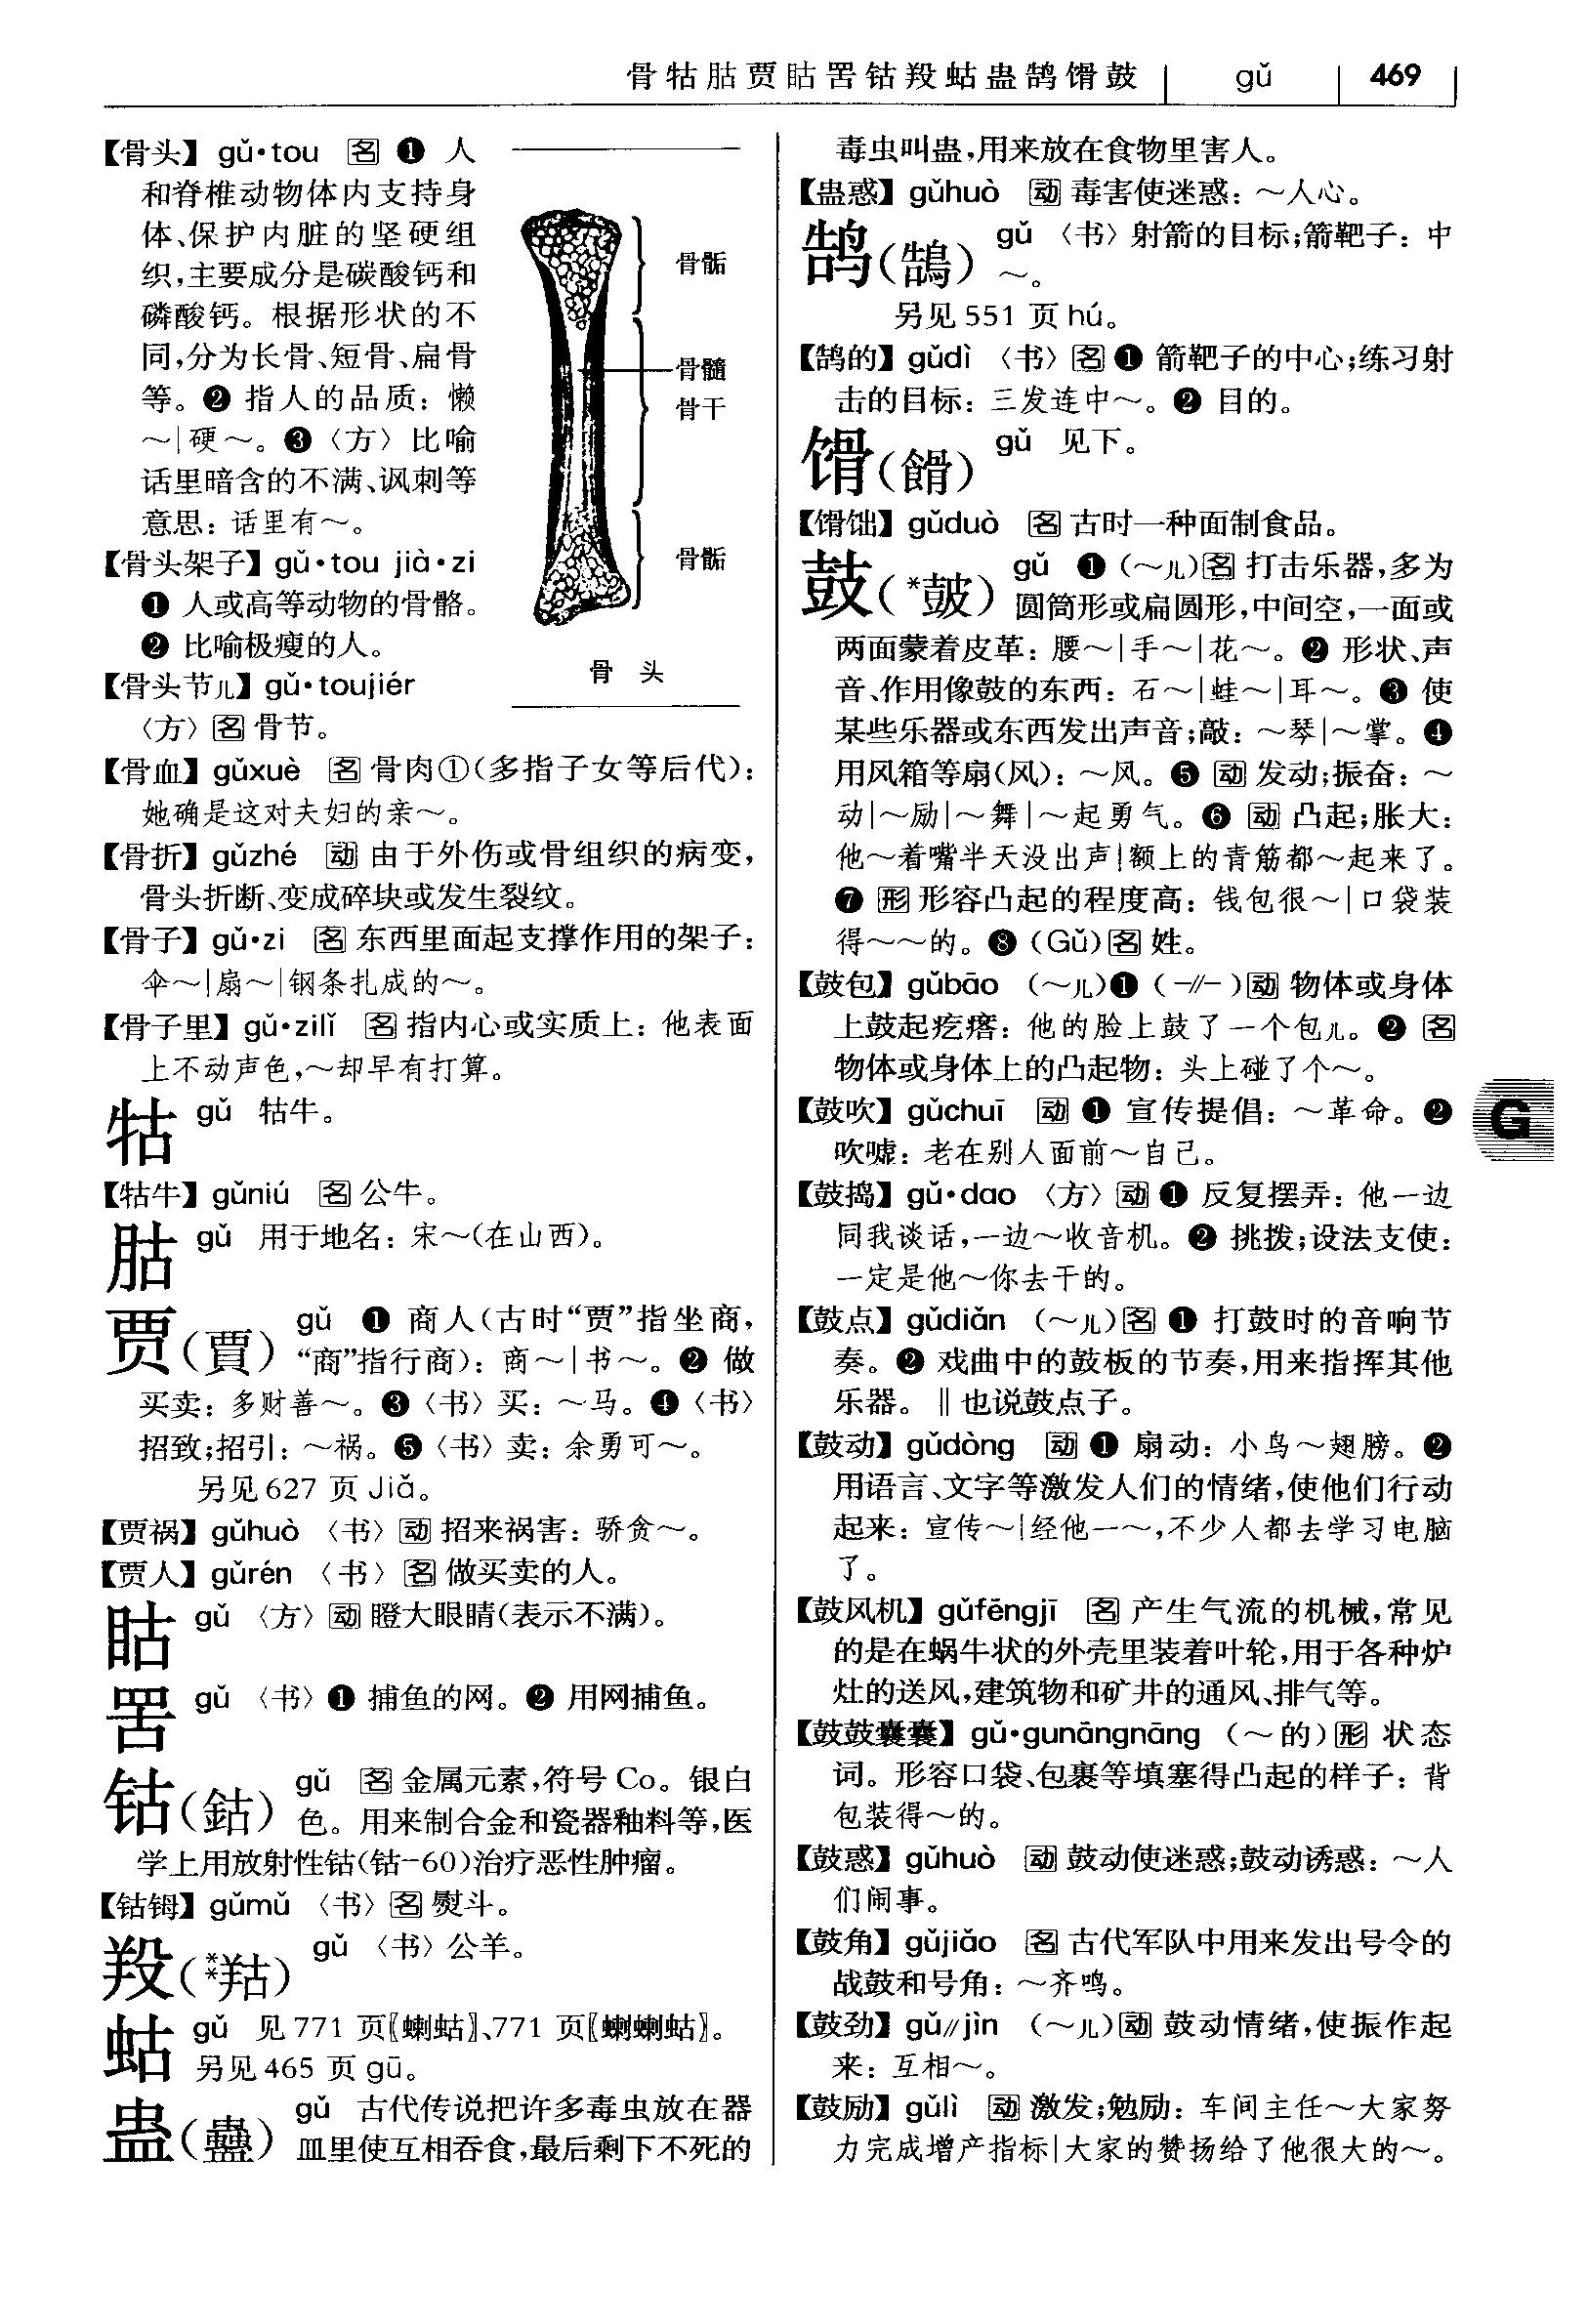 骨牯𦙶贾𥅽罟钴羖蛄蛊鹄馉鼓 gǔ 469
【骨头】 gǔ•tou 名 ❶ 人
和脊椎动物体内支持身
体、保护内脏的坚硬组
织,主要成分是碳酸钙和
磷酸钙。根据形状的不
同,分为长骨、短骨、扁骨
等。❷ 指人的品质：懒
～|硬～。❸〈方〉比喻
话里暗含的不满、讽刺等
意思：话里有～。
【骨头架子】gǔ•tou jià•zi
❶ 人或高等动物的骨骼。
❷ 比喻极瘦的人。
【骨头节儿】gǔ•toujiér
〈方〉名 骨节。
骨骺
骨髓
骨干
骨骺
骨 头
【骨血】gǔxuè 名 骨肉①(多指子女等后代)：
她确是这对夫妇的亲～。
【骨折】gǔzhé 动 由于外伤或骨组织的病变,
骨头折断、变成碎块或发生裂纹。
【骨子】gǔ•zi 名 东西里面起支撑作用的架子：
伞～|扇～|钢条扎成的～。
【骨子里】gǔ•zilǐ 名 指内心或实质上：他表面
上不动声色,～却早有打算。
牯 gǔ 牯牛。
【牯牛】gǔniú 名 公牛。
𦙶 gǔ 用于地名：宋～(在山西)。
贾(賈) gǔ ❶ 商人(古时“贾”指坐商,
“商”指行商)：商～|书～。❷ 做
买卖：多财善～。❸〈书〉买：～马。❹〈书〉
招致;招引：～祸。❺〈书〉卖：余勇可～。
另见 627 页 Jiǎ。
【贾祸】gǔhuò 〈书〉动 招来祸害：骄贪～。
【贾人】gǔrén 〈书〉名 做买卖的人。
𥅽 gǔ 〈方〉动 瞪大眼睛(表示不满)。
罟 gǔ 〈书〉❶ 捕鱼的网。❷ 用网捕鱼。
钴(鈷) gǔ 名 金属元素,符号 Co。银白
色。用来制合金和瓷器釉料等,医
学上用放射性钴(钴-60)治疗恶性肿瘤。
【钴𬭁】gǔmǔ 〈书〉名 熨斗。
羖(**羘) gǔ 〈书〉公羊。
蛄 gǔ 见 771 页〖蝲蛄〗、771 页〖蝲蝲蛄〗。
另见 465 页 gū。
蛊(蠱) gǔ 古代传说把许多毒虫放在器
皿里使互相吞食,最后剩下不死的
毒虫叫蛊,用来放在食物里害人。
【蛊惑】gǔhuò 动 毒害使迷惑：～人心。
鹄(鵠) gǔ 〈书〉射箭的目标;箭靶子：中
～。
另见 551 页 hú。
【鹄的】gǔdì 〈书〉名 ❶ 箭靶子的中心;练习射
击的目标：三发连中～。❷ 目的。
馉(餶) gǔ 见下。
【馉饳】gǔduò 名 古时一种面制食品。
鼓(*皷) gǔ ❶ (～儿)名 打击乐器,多为
圆筒形或扁圆形,中间空,一面或
两面蒙着皮革：腰～|手～|花～。❷ 形状、声
音、作用像鼓的东西：石～|蛙～|耳～。❸ 使
某些乐器或东西发出声音;敲：～琴|～掌。❹
用风箱等扇(风)：～风。❺ 动 发动;振奋：～
动|～励|～舞|～起勇气。❻ 动 凸起;胀大：
他～着嘴半天没出声|额上的青筋都～起来了。
❼ 形 形容凸起的程度高：钱包很～|口袋装
得～～的。❽ (Gǔ)名 姓。
【鼓包】gǔbāo (～儿)❶ (-//-)动 物体或身体
上鼓起疙瘩：他的脸上鼓了一个包儿。❷ 名
物体或身体上的凸起物：头上碰了个～。
【鼓吹】gǔchuī 动 ❶ 宣传提倡：～革命。❷
吹嘘：老在别人面前～自己。
G
【鼓捣】gǔ•dao 〈方〉动 ❶ 反复摆弄：他一边
同我谈话,一边～收音机。❷ 挑拨;设法支使：
一定是他～你去干的。
【鼓点】gǔdiǎn (～儿)名 ❶ 打鼓时的音响节
奏。❷ 戏曲中的鼓板的节奏,用来指挥其他
乐器。‖也说鼓点子。
【鼓动】gǔdòng 动 ❶ 扇动：小鸟～翅膀。❷
用语言、文字等激发人们的情绪,使他们行动
起来：宣传～|经他一～,不少人都去学习电脑
了。
【鼓风机】gǔfēngjī 名 产生气流的机械,常见
的是在蜗牛状的外壳里装着叶轮,用于各种炉
灶的送风,建筑物和矿井的通风、排气等。
【鼓鼓囊囊】gǔ•gunāngnāng (～的)形 状态
词。形容口袋、包裹等填塞得凸起的样子：背
包装得～的。
【鼓惑】gǔhuò 动 鼓动使迷惑;鼓动诱惑：～人
们闹事。
【鼓角】gǔjiǎo 名 古代军队中用来发出号令的
战鼓和号角：～齐鸣。
【鼓劲】gǔ//jìn (～儿)动 鼓动情绪,使振作起
来：互相～。
【鼓励】gǔlì 动 激发;勉励：车间主任～大家努
力完成增产指标|大家的赞扬给了他很大的～。